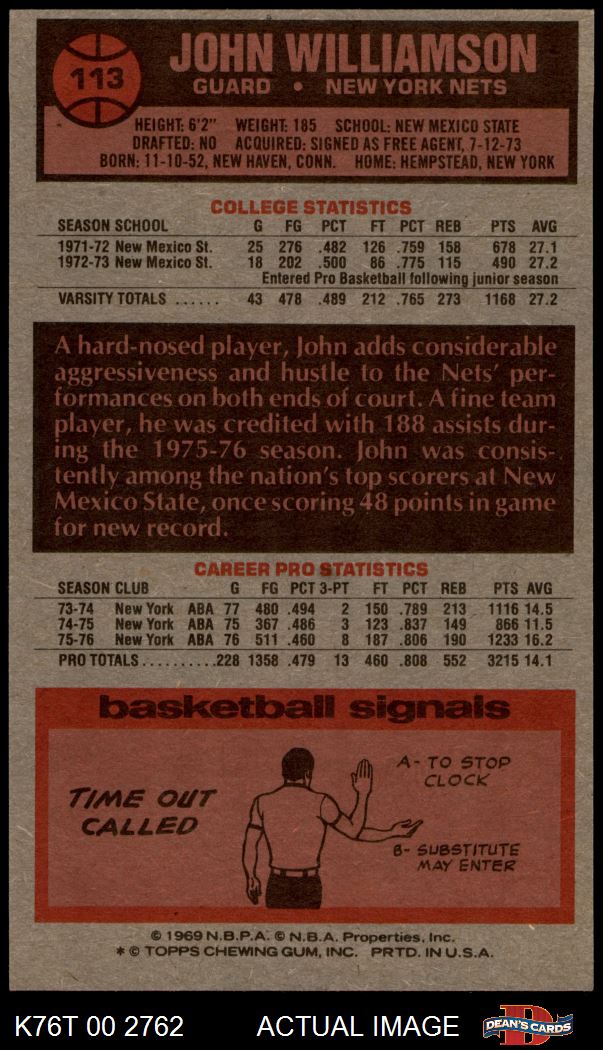 113
JOHN WILLIAMSON
GUARD • NEW YORK NETS
HEIGHT: 6'2" WEIGHT: 185 SCHOOL: NEW MEXICO STATE
DRAFTED: NO ACQUIRED: SIGNED AS FREE AGENT, 7-12-73
BORN: 11-10-52, NEW HAVEN, CONN. HOME: HEMPSTEAD, NEW YORK
COLLEGE STATISTICS
SEASON SCHOOL G FG PCT FT PCT REB PTS AVG
1971-72 New Mexico St. 25 276 .482 126 .759 158 678 27.1
1972-73 New Mexico St. 18 202 .500 86 .775 115 490 27.2
Entered Pro Basketball following junior season
VARSITY TOTALS ...... 43 478 .489 212 .765 273 1168 27.2
A hard-nosed player, John adds considerable
aggressiveness and hustle to the Nets' per-
formances on both ends of court. A fine team
player, he was credited with 188 assists dur-
ing the 1975-76 season. John was consis-
tently among the nation's top scorers at New
Mexico State, once scoring 48 points in game
for new record.
CAREER PRO STATISTICS
SEASON CLUB G FG PCT 3-PT FT PCT REB PTS AVG
73-74 New York ABA 77 480 .494 2 150 .789 213 1116 14.5
74-75 New York ABA 75 367 .486 3 123 .837 149 866 11.5
75-76 New York ABA 76 511 .460 8 187 .806 190 1233 16.2
PRO TOTALS..........228 1358 .479 13 460 .808 552 3215 14.1
basketball signals
TIME OUT
CALLED
A- TO STOP
CLOCK
B- SUBSTITUTE
MAY ENTER
© 1969 N.B.P.A. © N.B.A. Properties, Inc.
* © TOPPS CHEWING GUM, INC. PRTD. IN U.S.A.
K76T 00 2762 ACTUAL IMAGE
D
DEAN'S CARDS